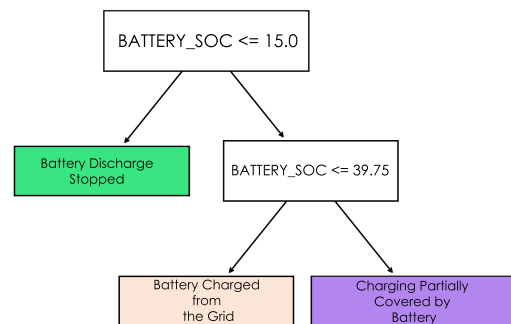 BATTERY_SOC <= 15.0
Battery Discharge
Stopped
BATTERY_SOC <= 39.75
Battery Charged
from
the Grid
Charging Partially
Covered by
Battery